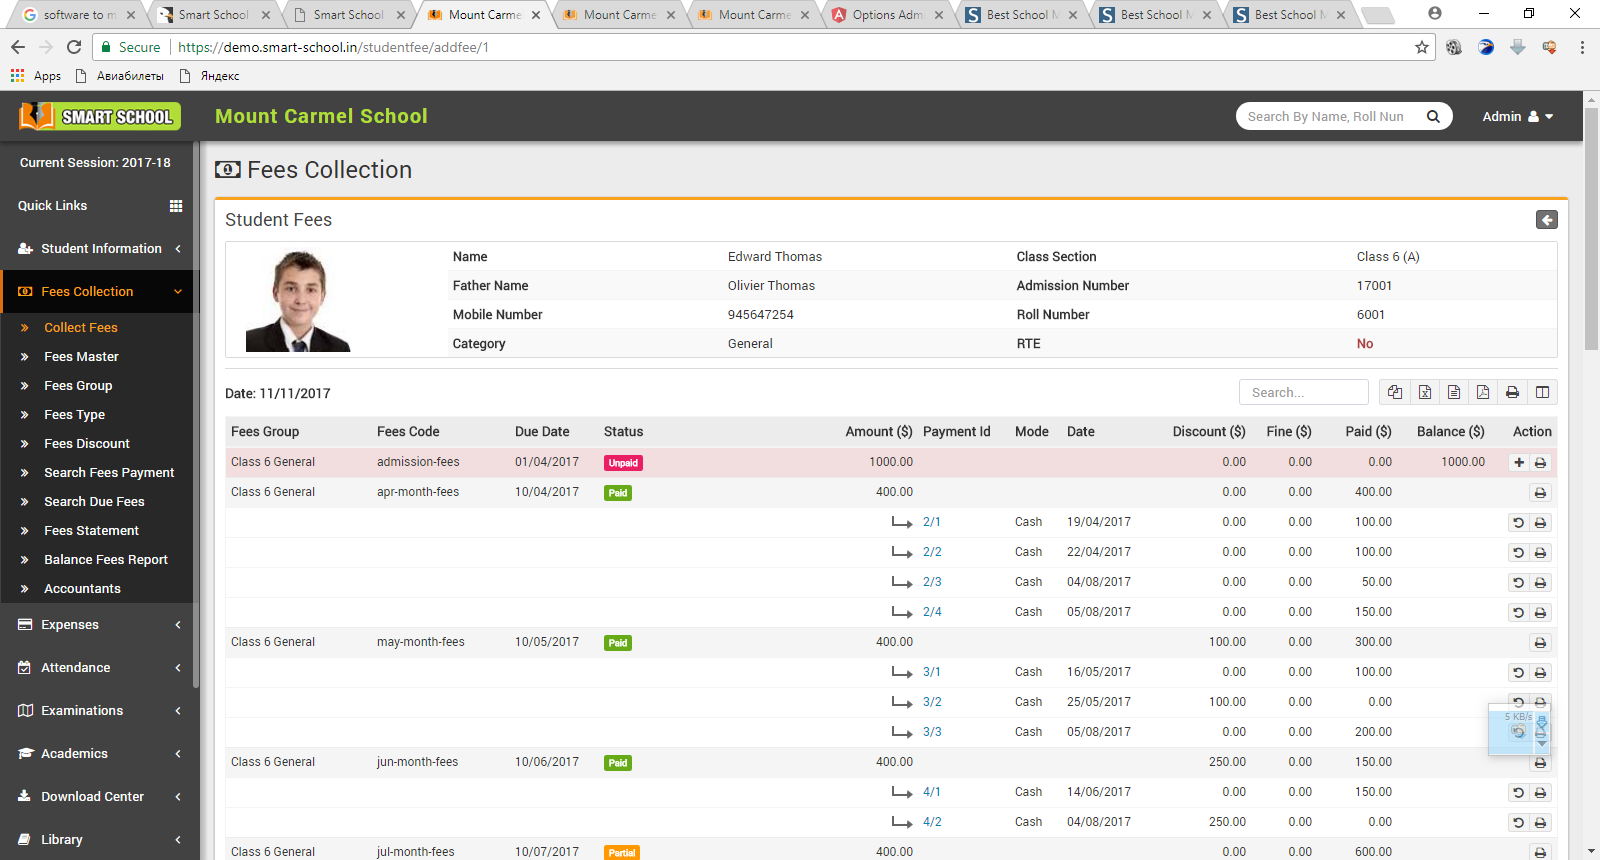 software to m
Smart School
Smart School
Mount Carme
Mount Carme
Mount Carme
Options Adm
Best School M
Best School M
Best School M
Secure
https://demo.smart-school.in/studentfee/addfee/1
Apps
Авиабилеты
Яндекс
SMART SCHOOL
Mount Carmel School
Search By Name, Roll Nun
Admin
Current Session: 2017-18
Quick Links
Student Information
Fees Collection
Collect Fees
Fees Master
Fees Group
Fees Type
Fees Discount
Search Fees Payment
Search Due Fees
Fees Statement
Balance Fees Report
Accountants
Expenses
Attendance
Examinations
Academics
Download Center
Library
Fees Collection
Student Fees
Name Edward Thomas Class Section Class 6 (A)
Father Name Olivier Thomas Admission Number 17001
Mobile Number 945647254 Roll Number 6001
Category General RTE No
Date: 11/11/2017
Search...
Fees Group Fees Code Due Date Status Amount ($) Payment Id Mode Date Discount ($) Fine ($) Paid ($) Balance ($) Action
Class 6 General admission-fees 01/04/2017 Unpaid 1000.00 0.00 0.00 0.00 1000.00
Class 6 General apr-month-fees 10/04/2017 Paid 400.00 0.00 0.00 400.00
2/1 Cash 19/04/2017 0.00 0.00 100.00
2/2 Cash 22/04/2017 0.00 0.00 100.00
2/3 Cash 04/08/2017 0.00 0.00 50.00
2/4 Cash 05/08/2017 0.00 0.00 150.00
Class 6 General may-month-fees 10/05/2017 Paid 400.00 100.00 0.00 300.00
3/1 Cash 16/05/2017 0.00 0.00 100.00
3/2 Cash 25/05/2017 100.00 0.00 0.00
5 KB/s
3/3 Cash 05/08/2017 0.00 0.00 200.00
Class 6 General jun-month-fees 10/06/2017 Paid 400.00 250.00 0.00 150.00
4/1 Cash 14/06/2017 0.00 0.00 150.00
4/2 Cash 04/08/2017 250.00 0.00 0.00
Class 6 General jul-month-fees 10/07/2017 Partial 400.00 0.00 0.00 600.00